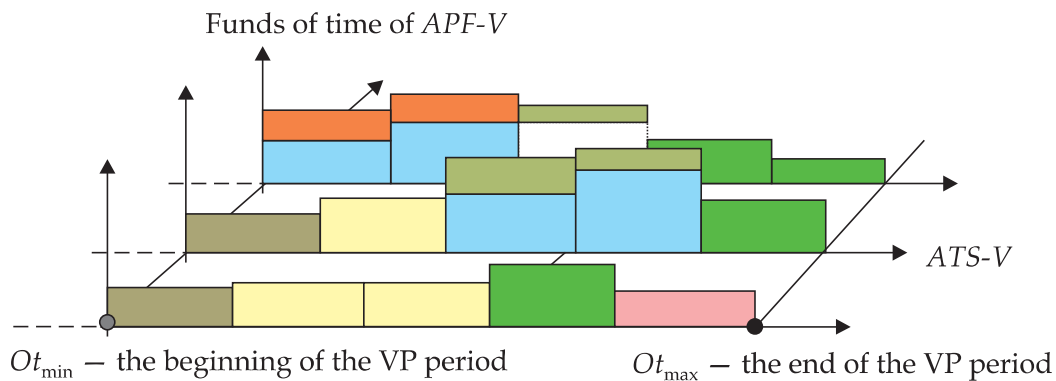 Funds of time of APF-V
ATS-V
Otmin – the beginning of the VP period
Otmax – the end of the VP period